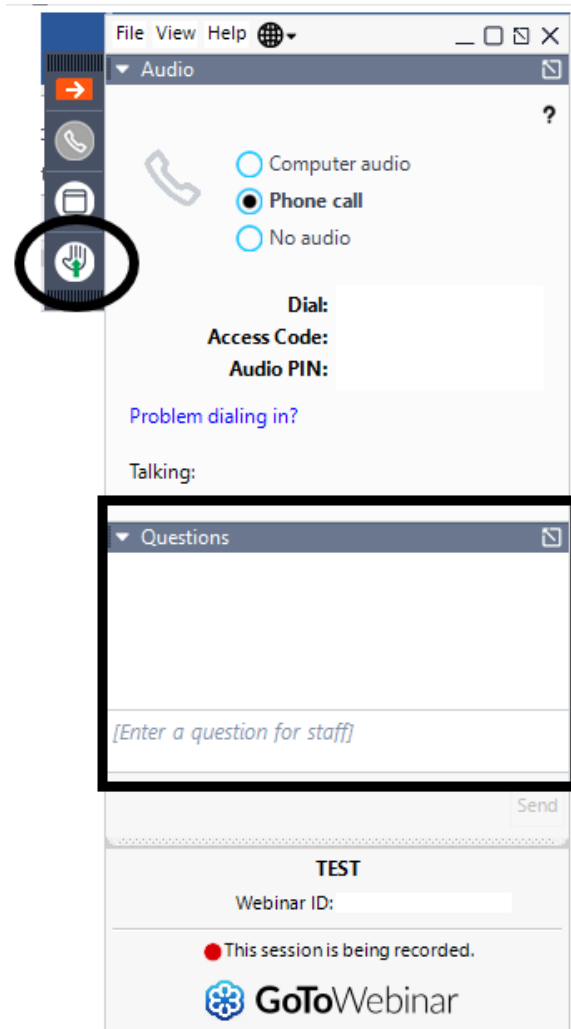 File View Help
Audio
?
Computer audio
Phone call
No audio
Dial:
Access Code:
Audio PIN:
Problem dialing in?
Talking:
Questions
[Enter a question for staff]
Send
TEST
Webinar ID:
This session is being recorded.
GoToWebinar